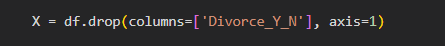 X = df.drop(columns=['Divorce_Y_N'], axis=1)